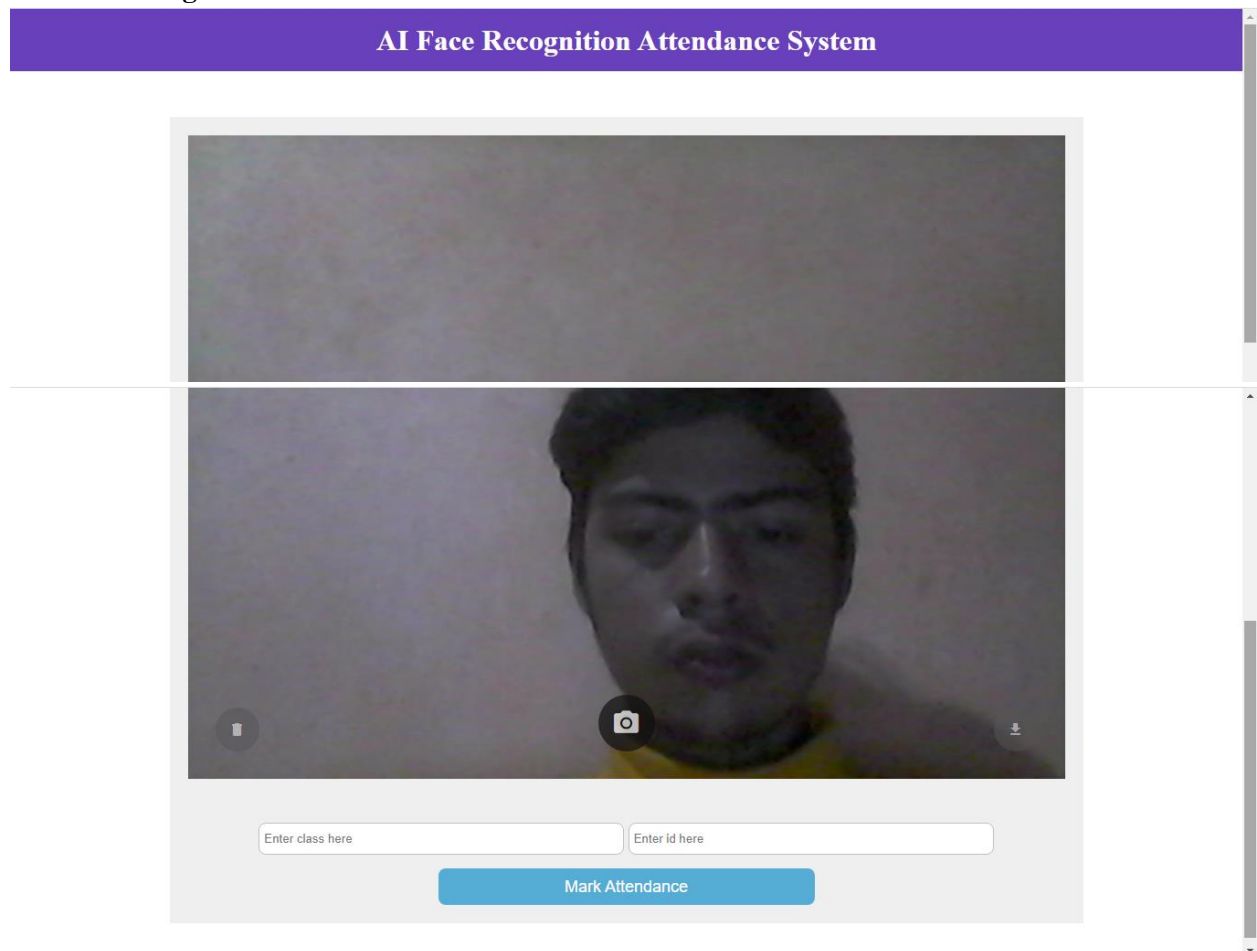 AI Face Recognition Attendance System
Enter class here
Enter id here
Mark Attendance